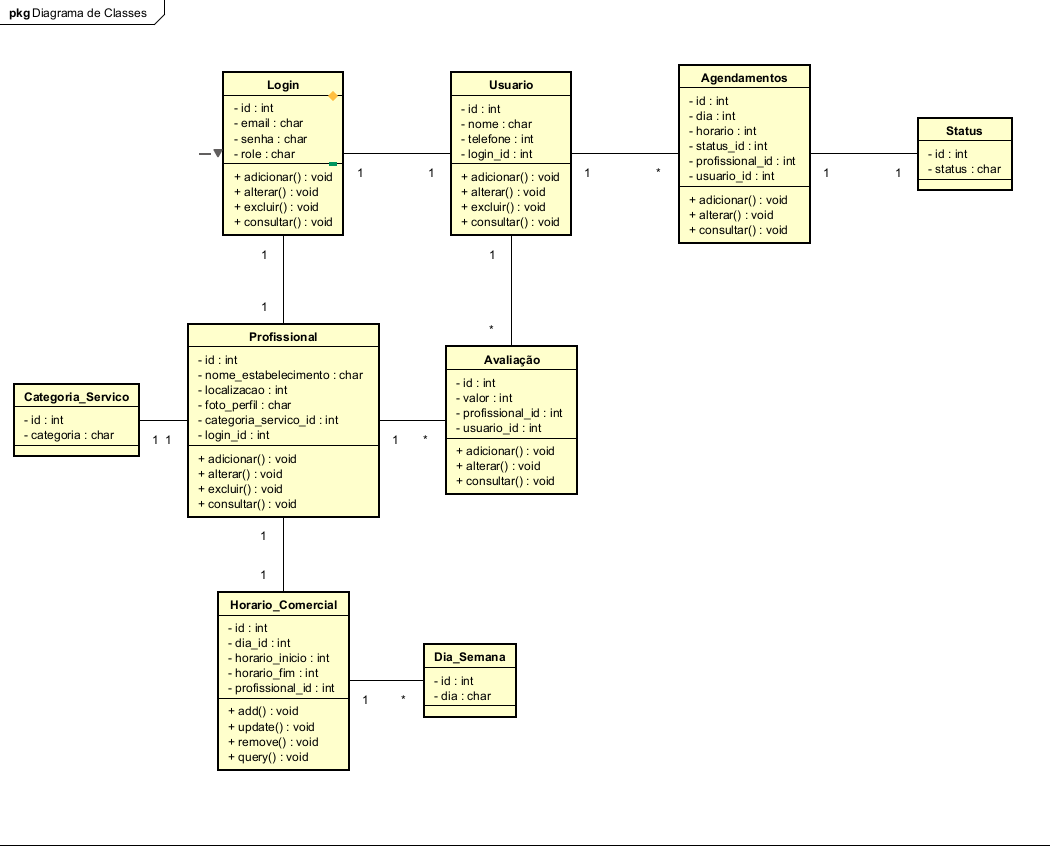 pkg Diagrama de Classes
Login
- id : int
- email : char
- senha : char
- role : char
+ adicionar() : void
+ alterar() : void
+ excluir() : void
+ consultar() : void
1
1
Usuario
- id : int
- nome : char
- telefone : int
- login_id : int
+ adicionar() : void
+ alterar() : void
+ excluir() : void
+ consultar() : void
1
*
Agendamentos
- id : int
- dia : int
- horario : int
- status_id : int
- profissional_id : int
- usuario_id : int
+ adicionar() : void
+ alterar() : void
+ consultar() : void
1
1
Status
- id : int
- status : char
1
1
1
*
Categoria_Servico
- id : int
- categoria : char
1 1
Profissional
- id : int
- nome_estabelecimento : char
- localizacao : int
- foto_perfil : char
- categoria_servico_id : int
- login_id : int
+ adicionar() : void
+ alterar() : void
+ excluir() : void
+ consultar() : void
1
*
Avaliação
- id : int
- valor : int
- profissional_id : int
- usuario_id : int
+ adicionar() : void
+ alterar() : void
+ consultar() : void
1
1
Horario_Comercial
- id : int
- dia_id : int
- horario_inicio : int
- horario_fim : int
- profissional_id : int
+ add() : void
+ update() : void
+ remove() : void
+ query() : void
1
*
Dia_Semana
- id : int
- dia : char